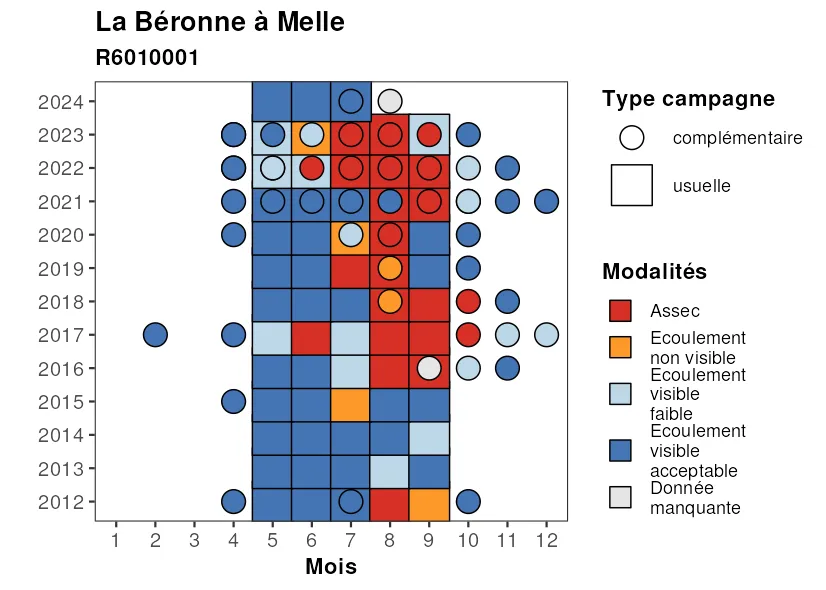 La Béronne à Melle
R6010001
2024
2023
2022
2021
2020
2019
2018
2017
2016
2015
2014
2013
2012
1 2 3 4 5 6 7 8 9 10 11 12
Mois
Type campagne
complémentaire
usuelle
Modalités
Assec
Ecoulement
non visible
Ecoulement
visible
faible
Ecoulement
visible
acceptable
Donnée
manquante